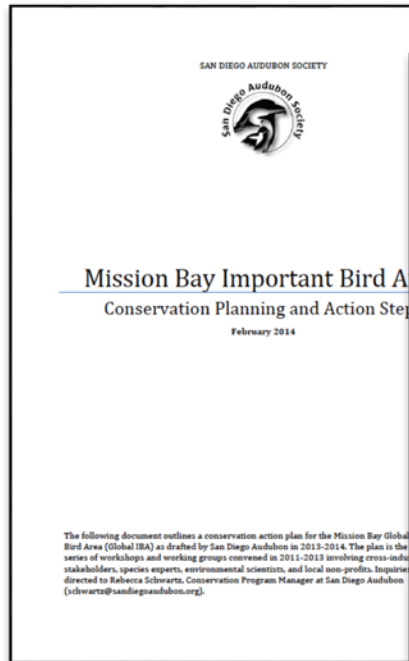 SAN DIEGO AUDUBON SOCIETY
San Diego Audubon Society
Mission Bay Important Bird A
Conservation Planning and Action Step
February 2014
The following document outlines a conservation action plan for the Mission Bay Global
Bird Area (Global IBA) as drafted by San Diego Audubon in 2013-2014. The plan is the
series of workshops and working groups convened in 2011-2013 involving cross-indu
stakeholders, species experts, environmental scientists, and local non-profits. Inquiries
directed to Rebecca Schwartz, Conservation Program Manager at San Diego Audubon
(schwartz@sandiegoaudubon.org).